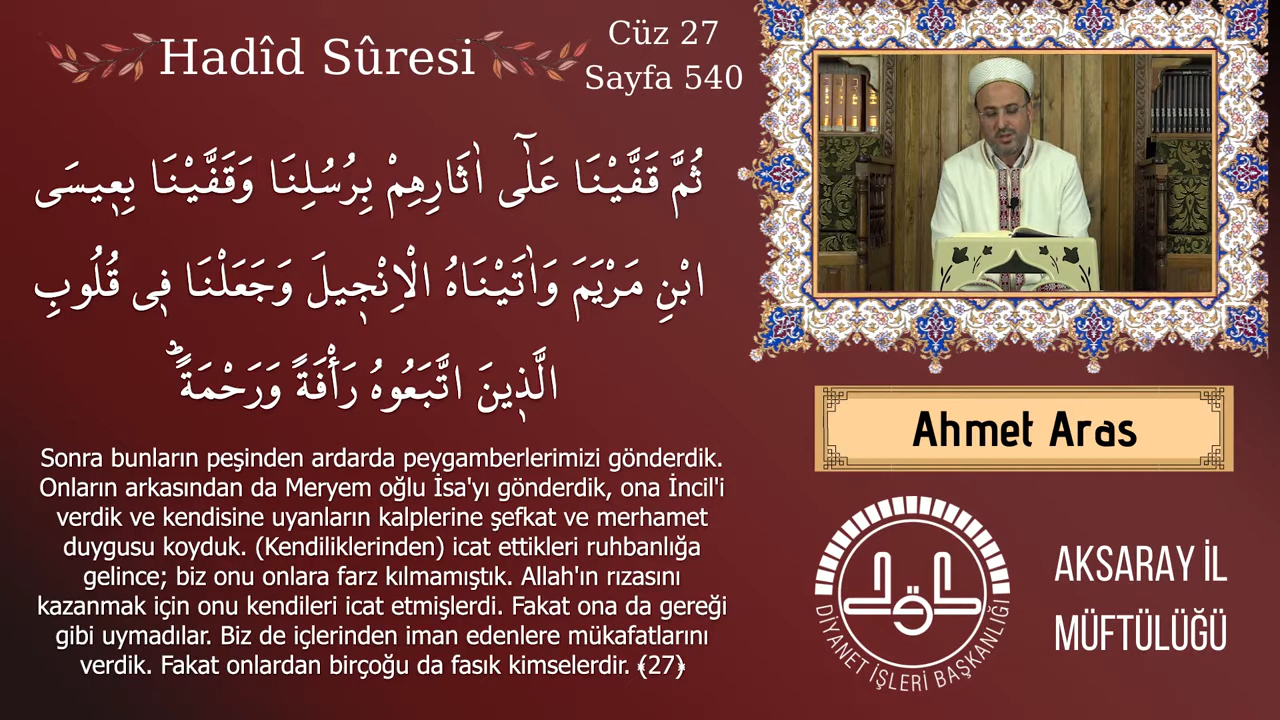 Hadîd Sûresi
Cüz 27
Sayfa 540
ثُمَّ قَفَّيْنَا عَلٰٓى اٰثَارِهِمْ بِرُسُلِنَا وَقَفَّيْنَا بِع۪يسَى
ابْنِ مَرْيَمَ وَاٰتَيْنَاهُ الْاِنْج۪يلَ وَجَعَلْنَا ف۪ى قُلُوبِ
الَّذ۪ينَ اتَّبَعُوهُ رَأْفَةً وَرَحْمَةًۜ
Sonra bunların peşinden ardarda peygamberlerimizi gönderdik.
Onların arkasından da Meryem oğlu İsa'yı gönderdik, ona İncil'i
verdik ve kendisine uyanların kalplerine şefkat ve merhamet
duygusu koyduk. (Kendiliklerinden) icat ettikleri ruhbanlığa
gelince; biz onu onlara farz kılmamıştık. Allah'ın rızasını
kazanmak için onu kendileri icat etmişlerdi. Fakat ona da gereği
gibi uymadılar. Biz de içlerinden iman edenlere mükafatlarını
verdik. Fakat onlardan birçoğu da fasık kimselerdir. ﴾27﴿
Ahmet Aras
DİYANET İŞLERİ BAŞKANLIĞI
AKSARAY İL
MÜFTÜLÜĞÜ